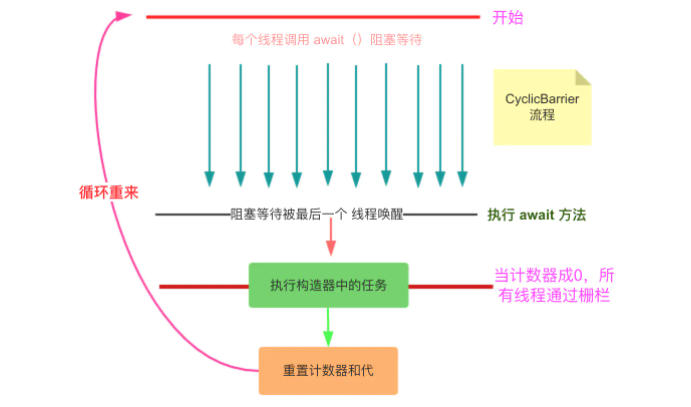 开始
每个线程调用 await（）阻塞等待
CyclicBarrier
流程
循环重来
阻塞等待被最后一个 线程唤醒
执行 await 方法
执行构造器中的任务
当计数器成0，所
有线程通过栅栏
重置计数器和代